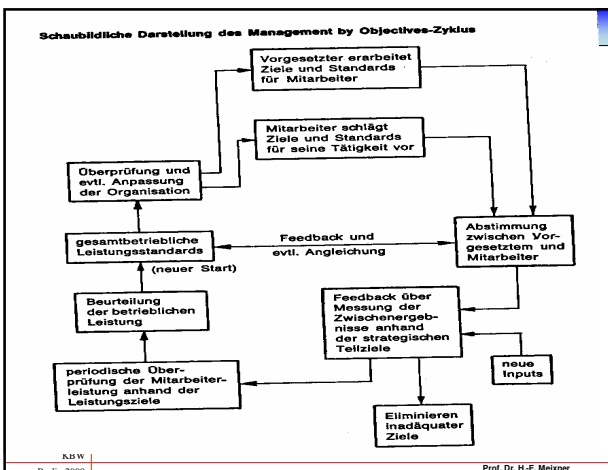 Schaubildliche Darstellung des Management by Objectives-Zyklus
Vorgesetzter erarbeitet
Ziele und Standards
für Mitarbeiter
Mitarbeiter schlägt
Ziele und Standards
für seine Tätigkeit vor
Überprüfung und
evtl. Anpassung
der Organisation
gesamtbetriebliche
Leistungsstandards
(neuer Start)
Feedback und
evtl. Angleichung
Abstimmung
zwischen Vor-
gesetztem und
Mitarbeiter
Beurteilung
der betrieblichen
Leistung
Feedback über
Messung der
Zwischenergeb-
nisse anhand
der strategischen
Teilziele
neue
Inputs
periodische Über-
prüfung der Mitarbeiter-
leistung anhand der
Leistungsziele
Eliminieren
inadäquater
Ziele
KBW
Prof. Dr. H.-E. Meixner